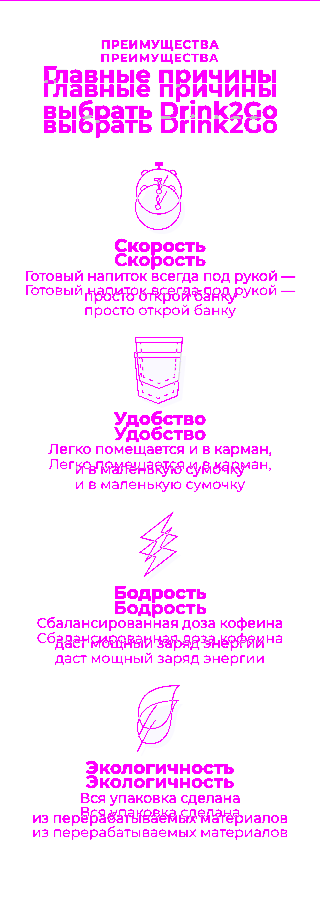 ПРЕИМУЩЕСТВА
ПРЕИМУЩЕСТВА
Главные причины
Главные причины
выбрать Drink2Go
выбрать Drink2Go
Скорость
Скорость
Готовый напиток всегда под рукой —
Готовый напиток всегда под рукой —
просто открой банку
просто открой банку
Удобство
Удобство
Легко помещается и в карман,
Легко помещается и в карман,
и в маленькую сумочку
и в маленькую сумочку
Бодрость
Бодрость
Сбалансированная доза кофеина
Сбалансированная доза кофеина
даст мощный заряд энергии
даст мощный заряд энергии
Экологичность
Экологичность
Вся упаковка сделана
Вся упаковка сделана
из перерабатываемых материалов
из перерабатываемых материалов